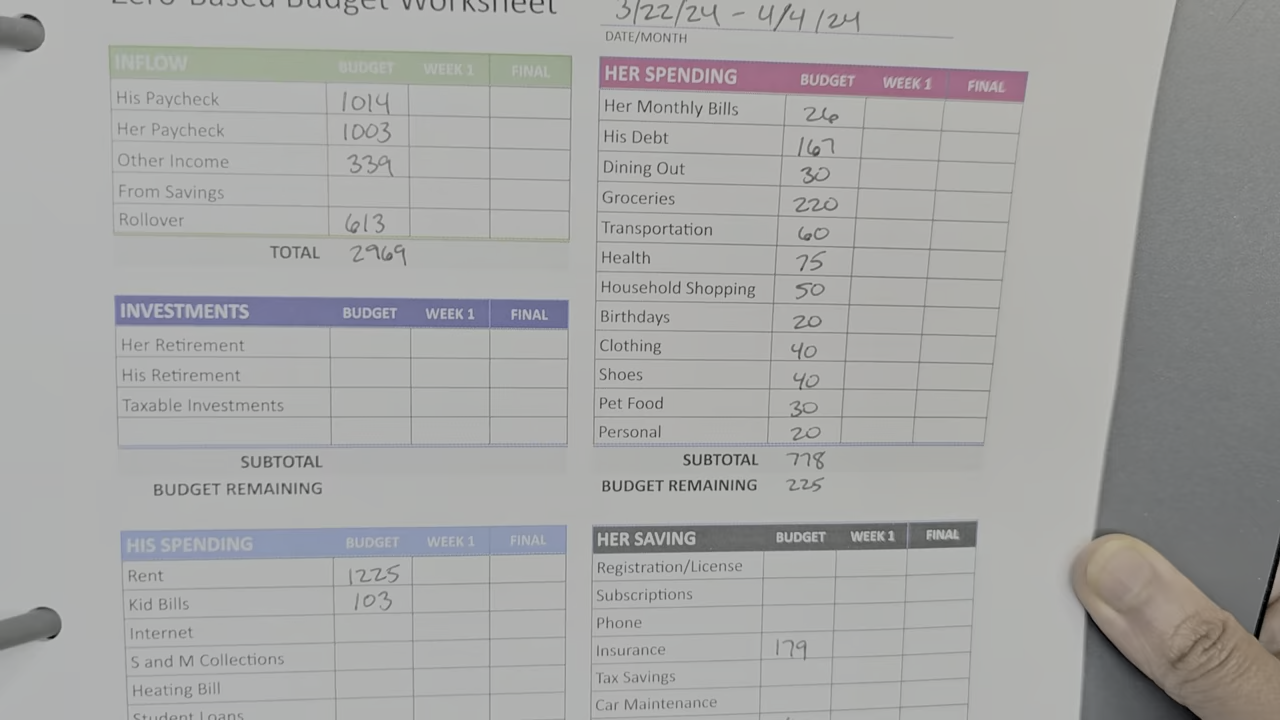 Zero-Based Budget Worksheet
3/22/24 - 4/4/24
DATE/MONTH
INFLOW BUDGET WEEK 1 FINAL
His Paycheck 1014
Her Paycheck 1003
Other Income 339
From Savings
Rollover 613
TOTAL 2969
INVESTMENTS BUDGET WEEK 1 FINAL
Her Retirement
His Retirement
Taxable Investments
SUBTOTAL
BUDGET REMAINING
HIS SPENDING BUDGET WEEK 1 FINAL
Rent 1225
Kid Bills 103
Internet
S and M Collections
Heating Bill
Student Loans
HER SPENDING BUDGET WEEK 1 FINAL
Her Monthly Bills 26
His Debt 167
Dining Out 30
Groceries 220
Transportation 60
Health 75
Household Shopping 50
Birthdays 20
Clothing 40
Shoes 40
Pet Food 30
Personal 20
SUBTOTAL 778
BUDGET REMAINING 225
HER SAVING BUDGET WEEK 1 FINAL
Registration/License
Subscriptions
Phone
Insurance 179
Tax Savings
Car Maintenance